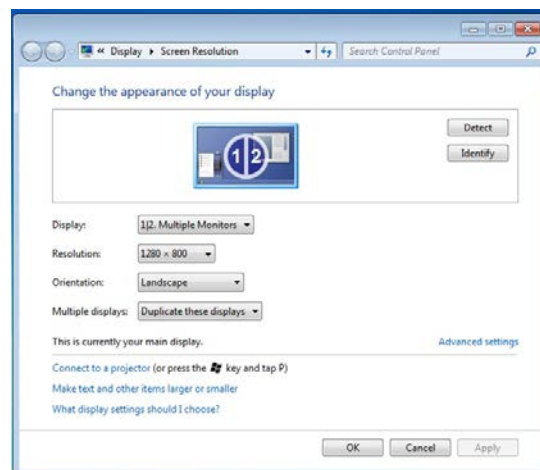 « Display ▸ Screen Resolution
Search Control Panel
Change the appearance of your display
1|2
Detect
Identify
Display: 1|2. Multiple Monitors
Resolution: 1280 × 800
Orientation: Landscape
Multiple displays: Duplicate these displays
This is currently your main display.
Advanced settings
Connect to a projector (or press the key and tap P)
Make text and other items larger or smaller
What display settings should I choose?
OK Cancel Apply